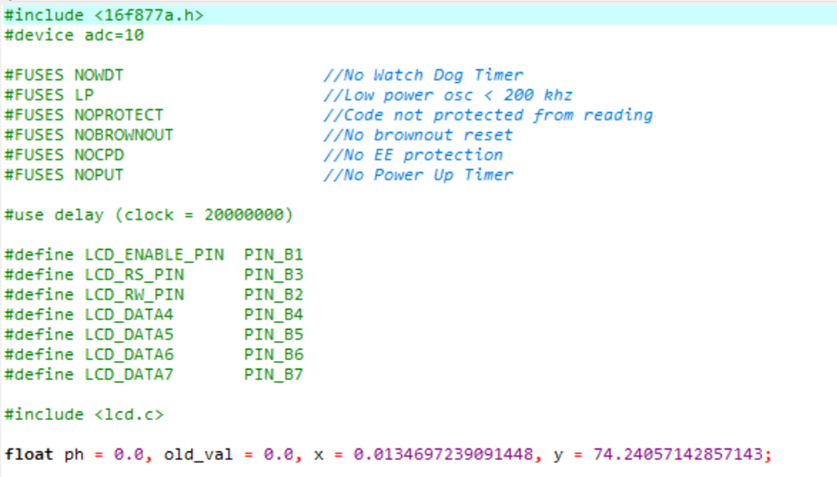 #include <16f877a.h>
#device adc=10
#FUSES NOWDT //No Watch Dog Timer
#FUSES LP //Low power osc < 200 khz
#FUSES NOPROTECT //Code not protected from reading
#FUSES NOBROWNOUT //No brownout reset
#FUSES NOCPD //No EE protection
#FUSES NOPUT //No Power Up Timer
#use delay (clock = 20000000)
#define LCD_ENABLE_PIN PIN_B1
#define LCD_RS_PIN PIN_B3
#define LCD_RW_PIN PIN_B2
#define LCD_DATA4 PIN_B4
#define LCD_DATA5 PIN_B5
#define LCD_DATA6 PIN_B6
#define LCD_DATA7 PIN_B7
#include <lcd.c>
float ph = 0.0, old_val = 0.0, x = 0.0134697239091448, y = 74.24057142857143;